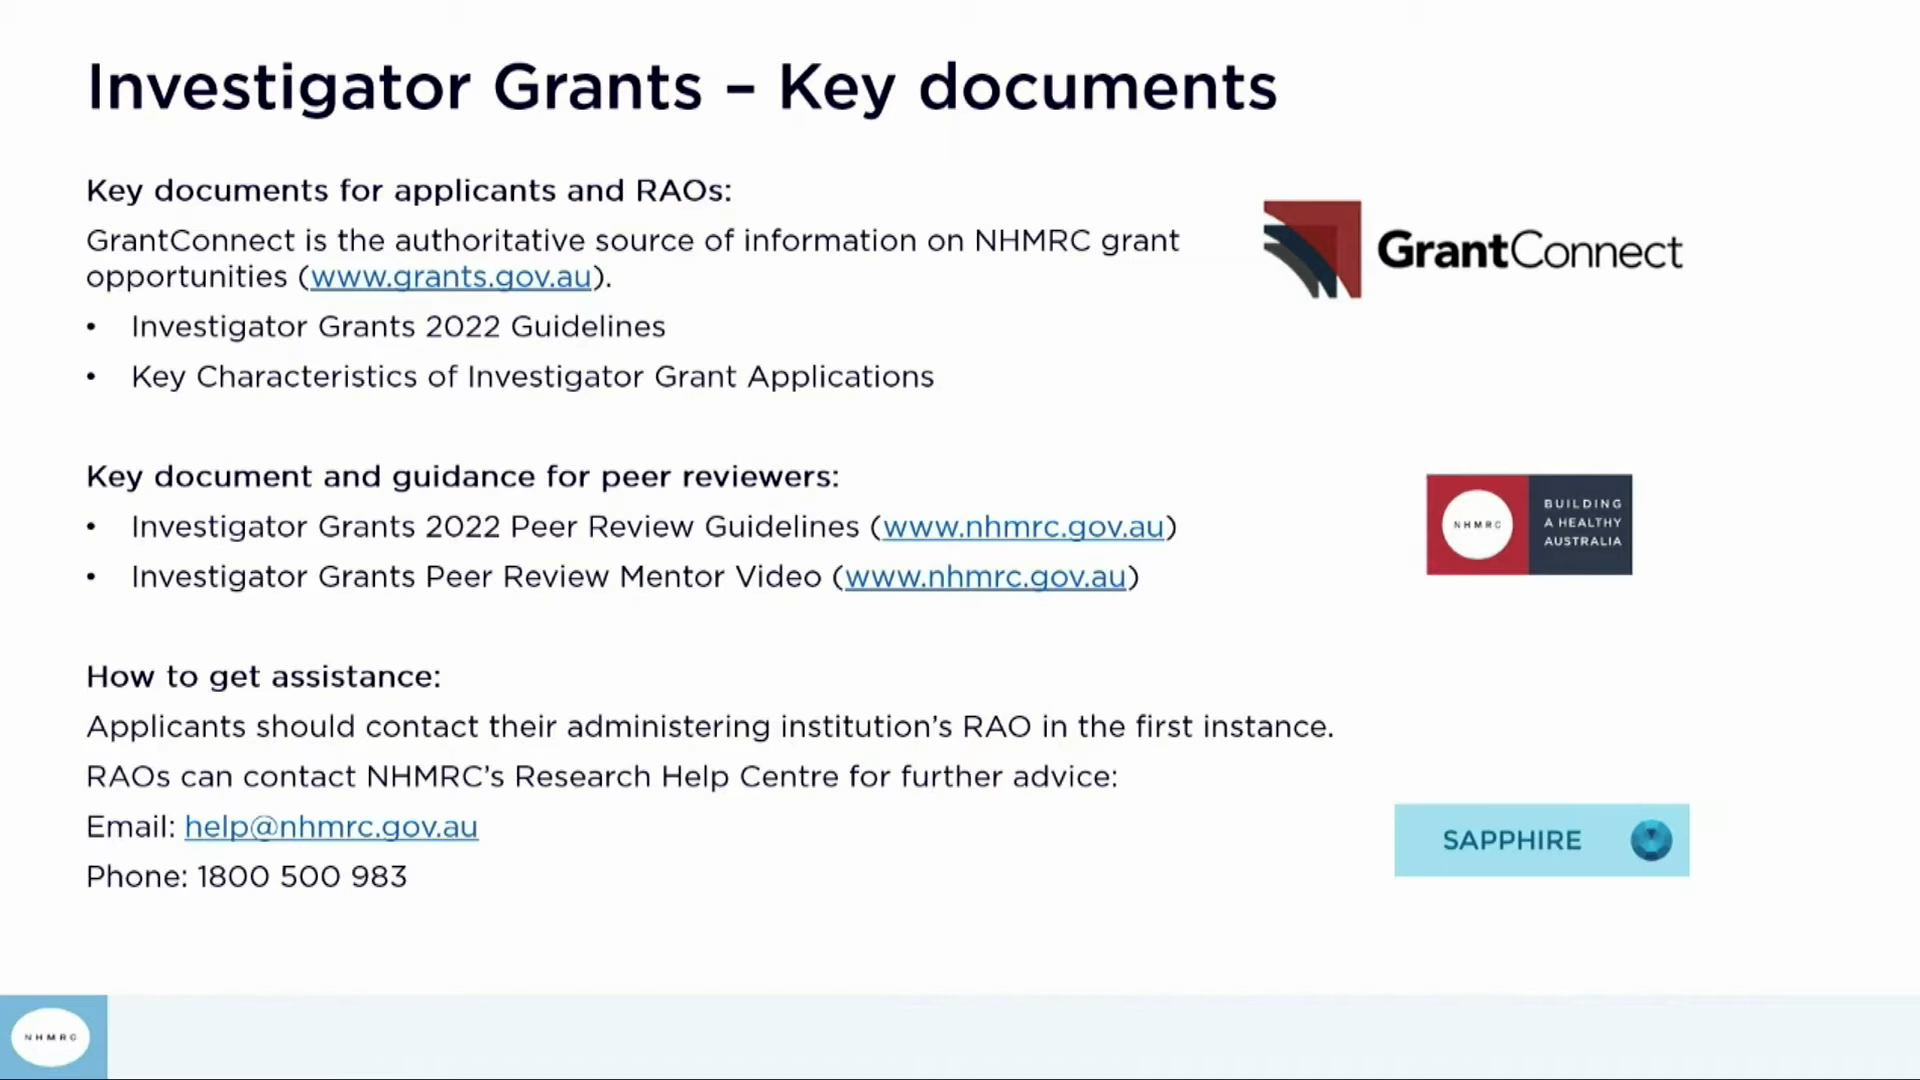 Investigator Grants – Key documents
Key documents for applicants and RAOs:
GrantConnect is the authoritative source of information on NHMRC grant
opportunities (www.grants.gov.au).
• Investigator Grants 2022 Guidelines
• Key Characteristics of Investigator Grant Applications
GrantConnect
Key document and guidance for peer reviewers:
• Investigator Grants 2022 Peer Review Guidelines (www.nhmrc.gov.au)
• Investigator Grants Peer Review Mentor Video (www.nhmrc.gov.au)
NHMRC
BUILDING
A HEALTHY
AUSTRALIA
How to get assistance:
Applicants should contact their administering institution’s RAO in the first instance.
RAOs can contact NHMRC’s Research Help Centre for further advice:
Email: help@nhmrc.gov.au
Phone: 1800 500 983
SAPPHIRE
NHMRC